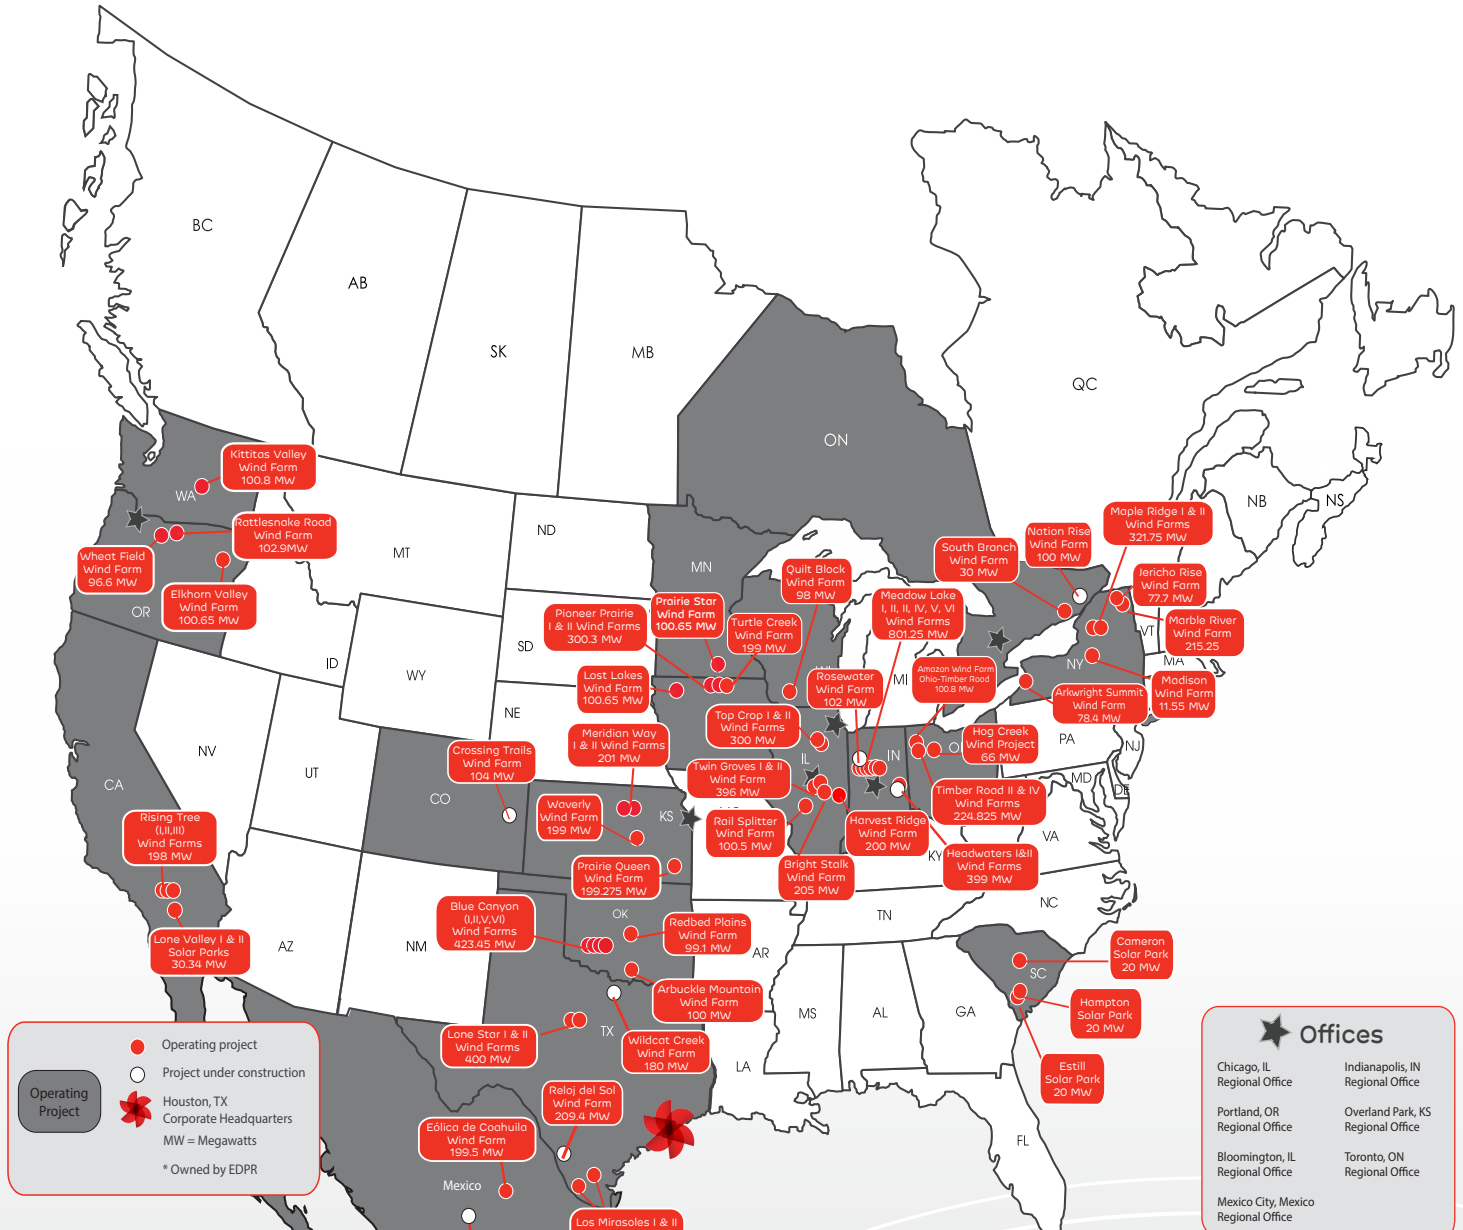 BC
AB
SK
MB
ON
QC
NB
NS
WA
OR
CA
NV
ID
MT
WY
UT
AZ
CO
NM
ND
SD
NE
KS
OK
TX
MN
IL
IN
MI
KY
TN
AR
LA
MS
AL
GA
FL
SC
NC
VA
PA
NY
VT
MA
NJ
MD
DE
Mexico
Kittitas Valley
Wind Farm
100.8 MW
Rattlesnake Road
Wind Farm
102.9MW
Wheat Field
Wind Farm
96.6 MW
Elkhorn Valley
Wind Farm
100.65 MW
Rising Tree
(I,II,III)
Wind Farms
198 MW
Lone Valley I & II
Solar Parks
30.34 MW
Pioneer Prairie
I & II Wind Farms
300.3 MW
Prairie Star
Wind Farm
100.65 MW
Turtle Creek
Wind Farm
199 MW
Quilt Block
Wind Farm
98 MW
Lost Lakes
Wind Farm
100.65 MW
Meadow Lake
I, II, II, IV, V, VI
Wind Farms
801.25 MW
Rosewater
Wind Farm
102 MW
Amazon Wind Farm
Ohio-Timber Road
100.8 MW
Top Crop I & II
Wind Farms
300 MW
Meridian Way
I & II Wind Farms
201 MW
Crossing Trails
104 MW
Waverly
Wind Farm
199 MW
Prairie Queen
Wind Farm
199.275 MW
Twin Groves I & II
Wind Farm
396 MW
Rail Splitter
Wind Farm
100.5 MW
Bright Stalk
Wind Farm
205 MW
Harvest Ridge
Wind Farm
200 MW
Hog Creek
Wind Project
66 MW
Timber Road II & IV
Wind Farms
224.825 MW
Headwaters I&II
Wind Farms
399 MW
South Branch
Wind Farm
30 MW
Nation Rise
Wind Farm
100 MW
Maple Ridge I & II
Wind Farms
321.75 MW
Jericho Rise
Wind Farm
77.7 MW
Marble River
Wind Farm
215.25
Madison
Wind Farm
11.55 MW
Arkwright Summit
Wind Farm
78.4 MW
Blue Canyon
(I,II,V,VI)
Wind Farms
423.45 MW
Redbed Plains
Wind Farm
99.1 MW
Arbuckle Mountain
Wind Farm
100 MW
Lone Star I & II
Wind Farms
400 MW
Wildcat Creek
Wind Farm
180 MW
Reloj del Sol
Wind Farm
209.4 MW
Eólica de Coahuila
Wind Farm
199.5 MW
Los Mirasoles I & II
Cameron
Solar Park
20 MW
Hampton
Solar Park
20 MW
Estill
Solar Park
20 MW
Operating
Project
Operating project
Project under construction
Houston, TX
Corporate Headquarters
MW = Megawatts
* Owned by EDPR
Offices
Chicago, IL
Regional Office
Indianapolis, IN
Regional Office
Portland, OR
Regional Office
Overland Park, KS
Regional Office
Bloomington, IL
Regional Office
Toronto, ON
Regional Office
Mexico City, Mexico
Regional Office